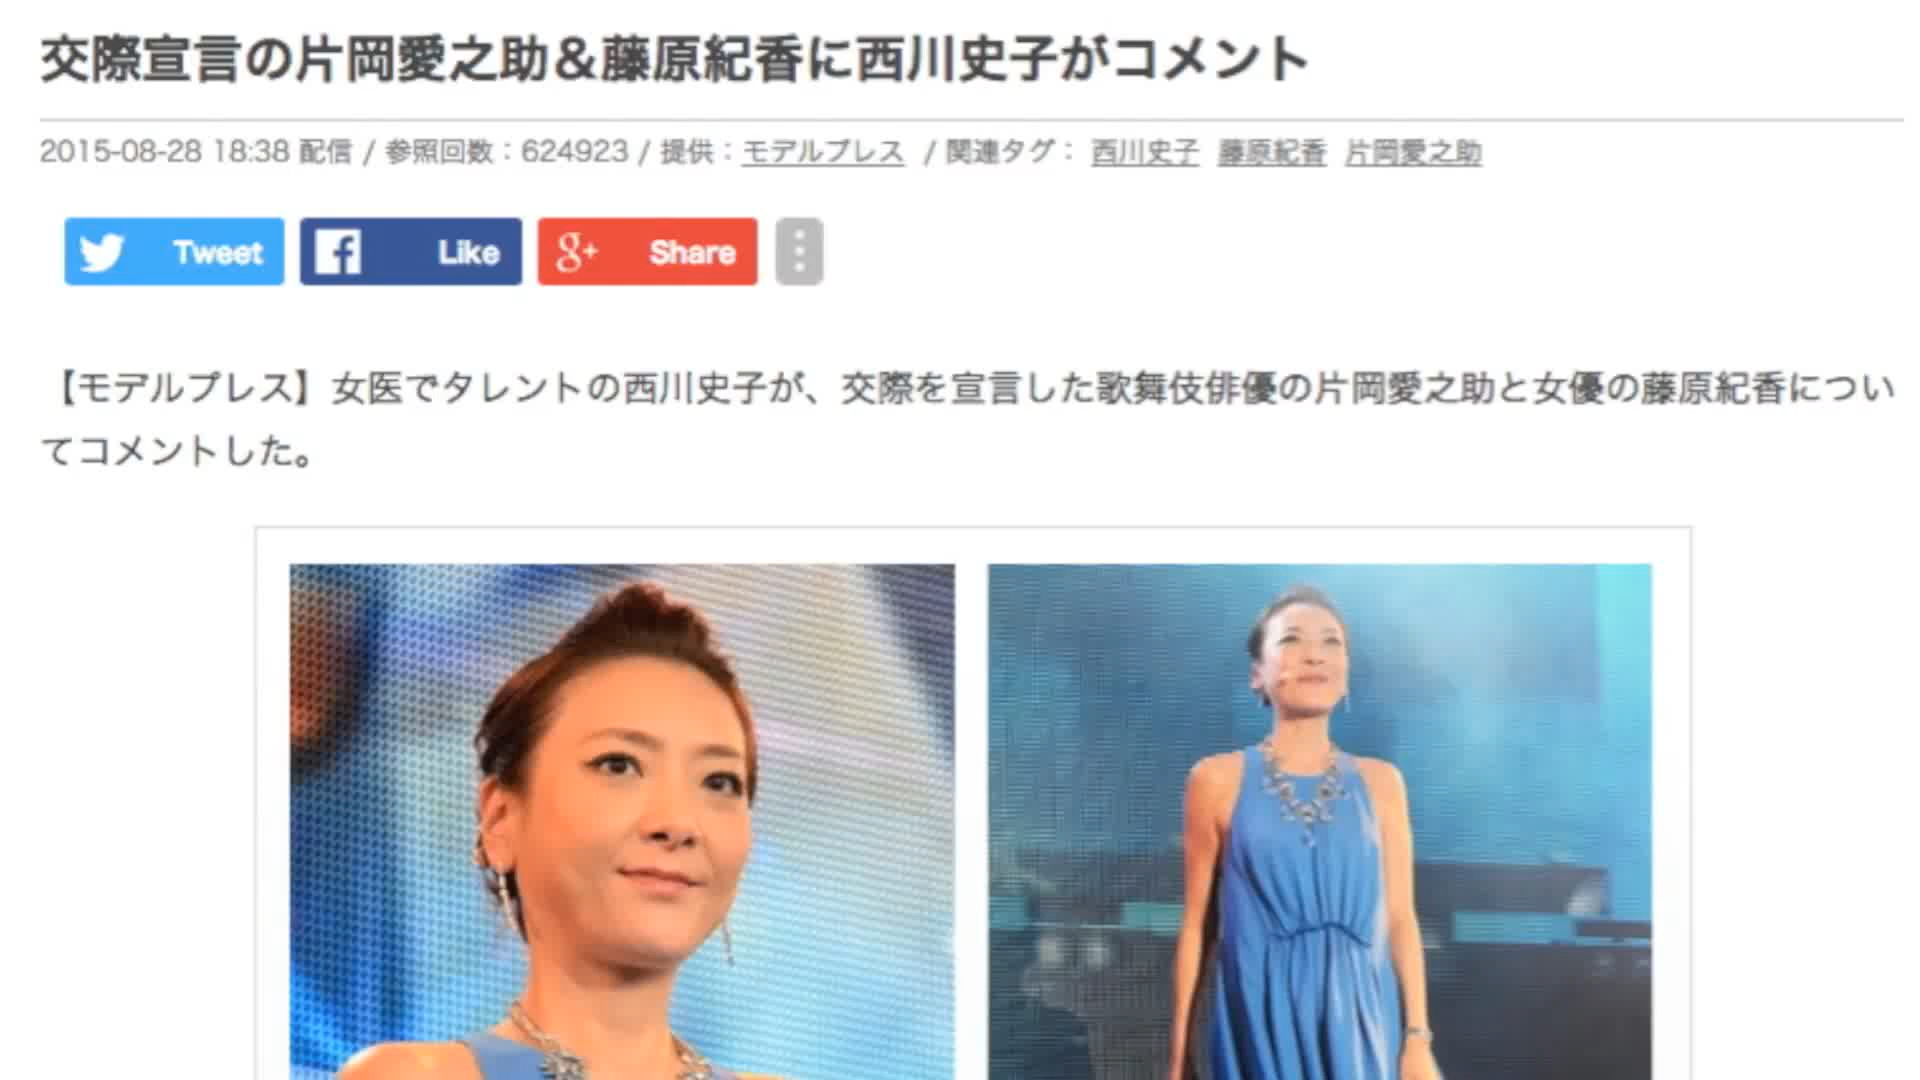 交際宣言の片岡愛之助＆藤原紀香に西川史子がコメント
2015-08-28 18:38 配信 / 参照回数：624923 / 提供：モデルプレス / 関連タグ： 西川史子 藤原紀香 片岡愛之助
Tweet Like g+ Share
【モデルプレス】女医でタレントの西川史子が、交際を宣言した歌舞伎俳優の片岡愛之助と女優の藤原紀香につい
てコメントした。